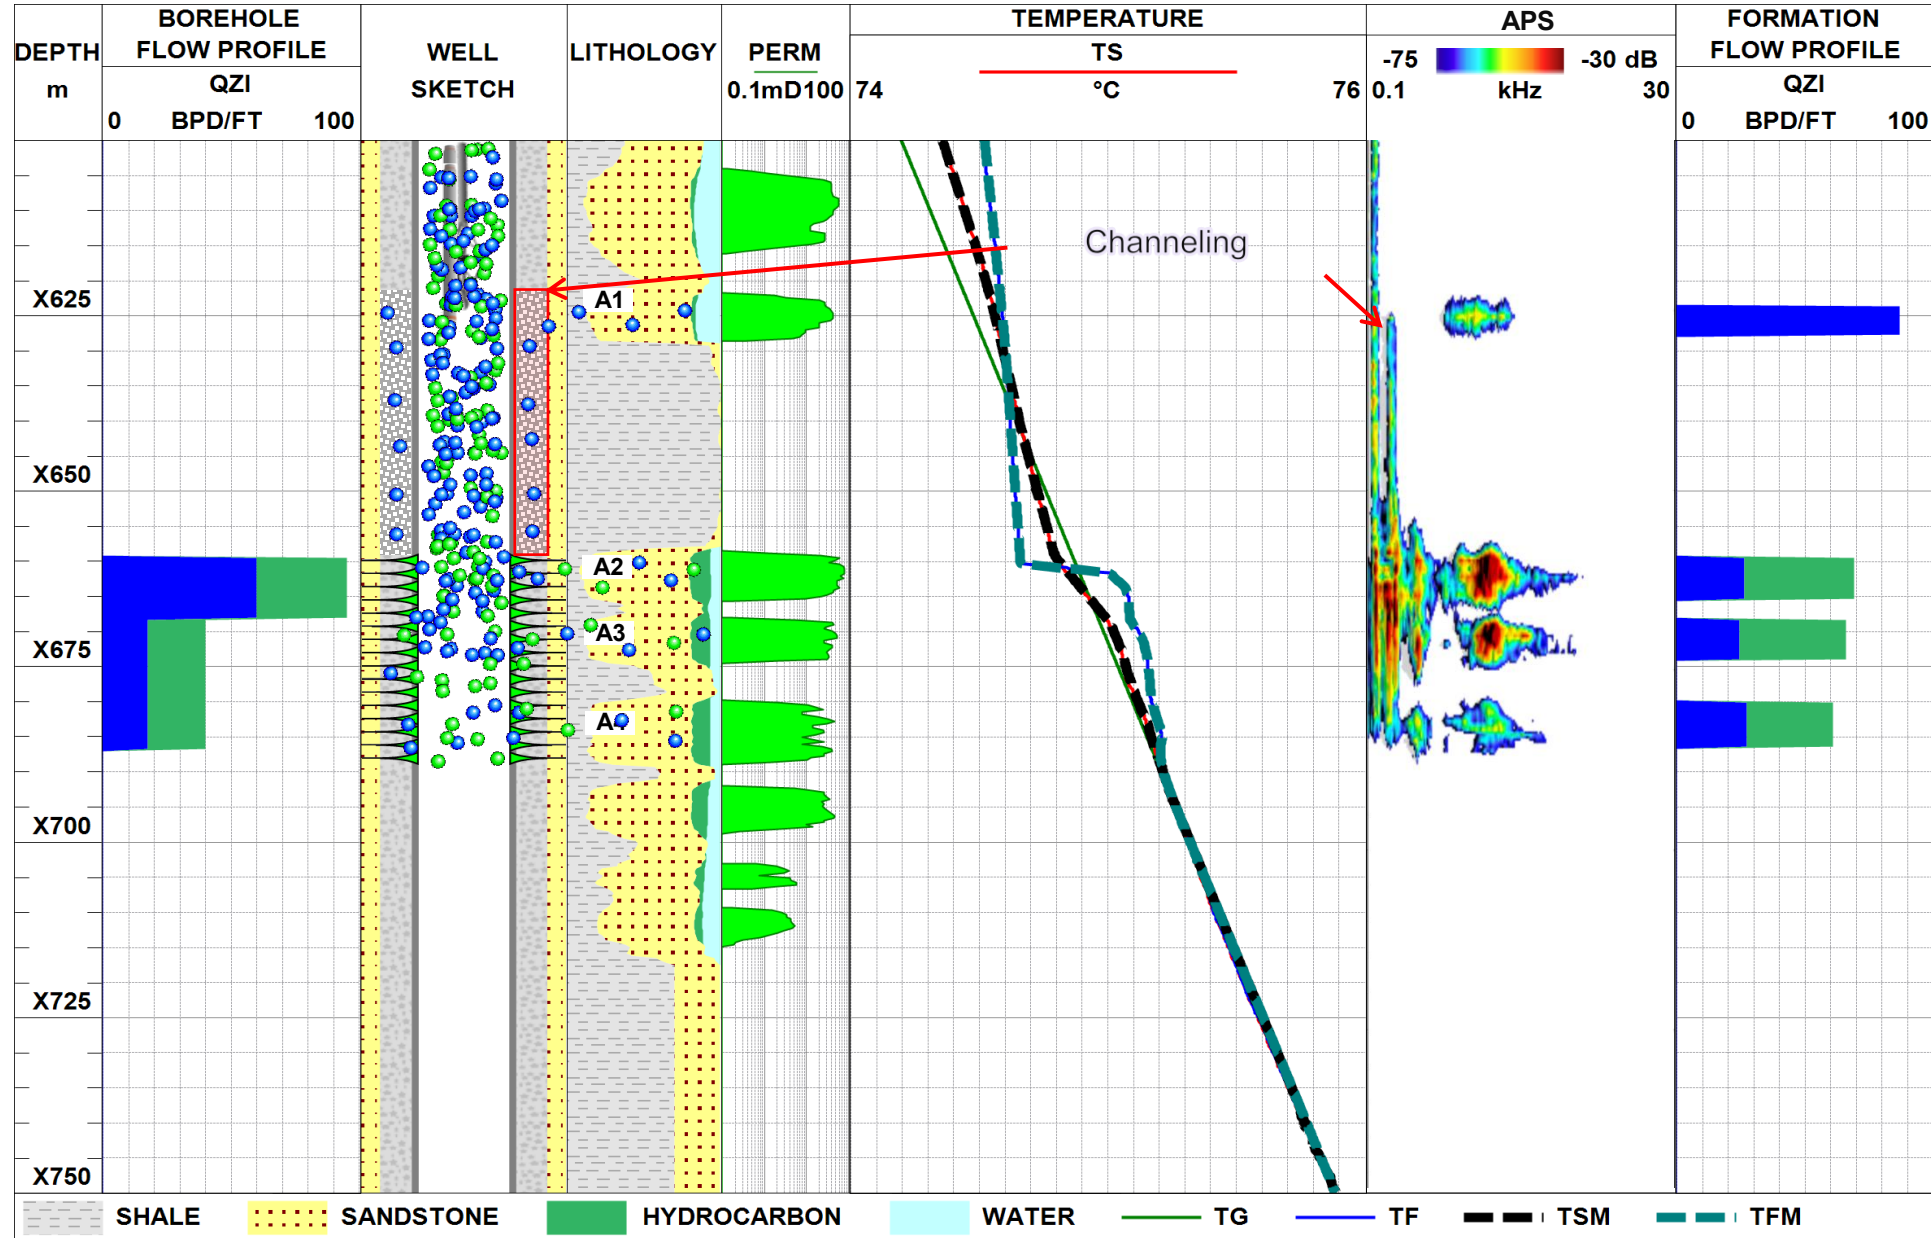 DEPTH
m
BOREHOLE
FLOW PROFILE
QZI
0 BPD/FT 100
WELL
SKETCH
LITHOLOGY
PERM
0.1mD100
TEMPERATURE
TS
74 °C 76
APS
-75 -30 dB
0.1 kHz 30
FORMATION
FLOW PROFILE
QZI
0 BPD/FT 100
Channeling
X625
A1
X650
A2
A3
X675
X700
X725
X750
SHALE SANDSTONE HYDROCARBON WATER TG TF TSM TFM